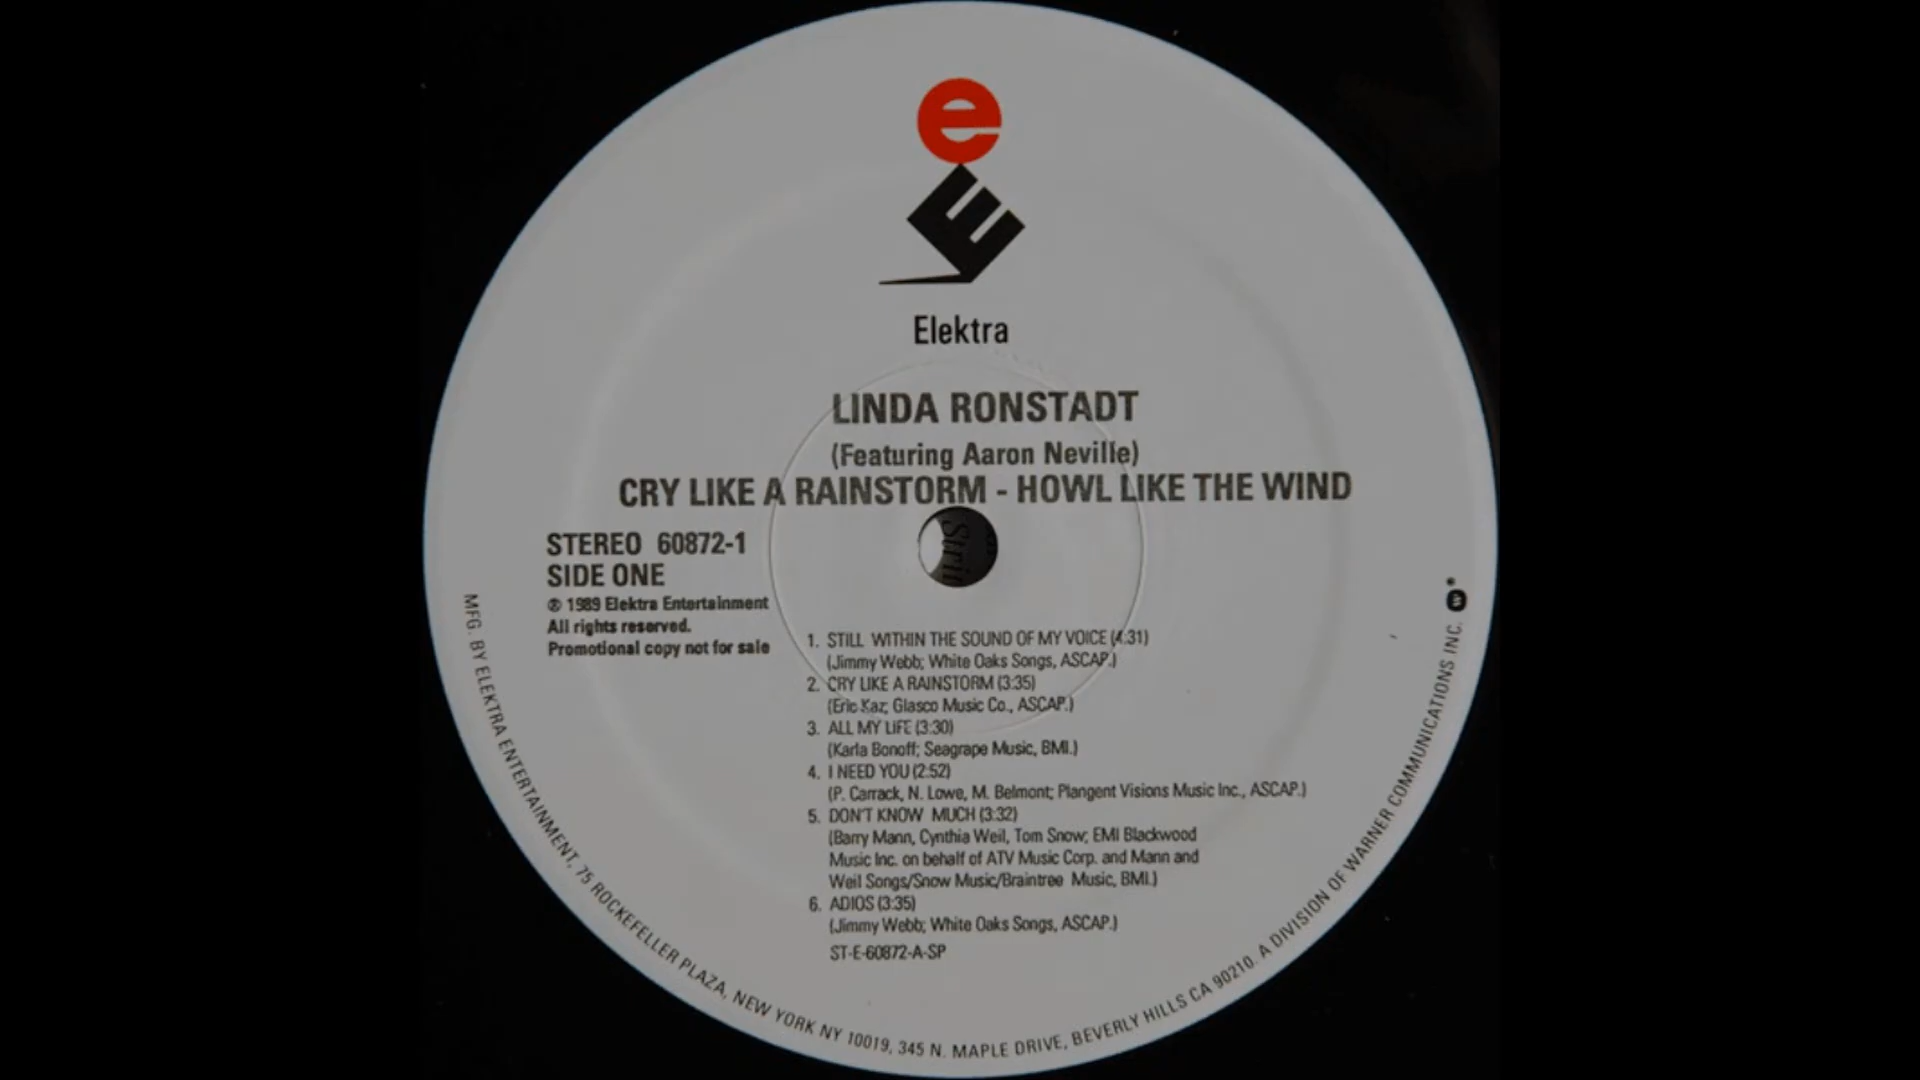 e
E
Elektra
LINDA RONSTADT
(Featuring Aaron Neville)
CRY LIKE A RAINSTORM - HOWL LIKE THE WIND
STEREO 60872-1
SIDE ONE
℗ 1989 Elektra Entertainment
All rights reserved.
Promotional copy not for sale
1. STILL WITHIN THE SOUND OF MY VOICE (4:31)
(Jimmy Webb; White Oaks Songs, ASCAP.)
2. CRY LIKE A RAINSTORM (3:35)
(Eric Kaz; Glasco Music Co., ASCAP.)
3. ALL MY LIFE (3:30)
(Karla Bonoff; Seagrape Music, BMI.)
4. I NEED YOU (2:52)
(P. Carrack, N. Lowe, M. Belmont; Plangent Visions Music Inc., ASCAP.)
5. DON'T KNOW MUCH (3:32)
(Barry Mann, Cynthia Weil, Tom Snow; EMI Blackwood
Music Inc. on behalf of ATV Music Corp. and Mann and
Weil Songs/Snow Music/Braintree Music, BMI.)
6. ADIOS (3:35)
(Jimmy Webb; White Oaks Songs, ASCAP.)
ST-E-60872-A-SP
MFG. BY ELEKTRA ENTERTAINMENT, 75 ROCKEFELLER PLAZA, NEW YORK NY 10019, 345 N. MAPLE DRIVE, BEVERLY HILLS CA 90210. A DIVISION OF WARNER COMMUNICATIONS INC.